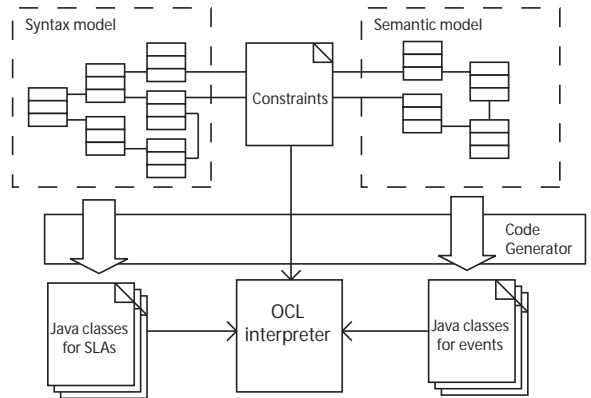 Syntax model
Semantic model
Constraints
Code
Generator
Java classes
for SLAs
OCL
interpreter
Java classes
for events